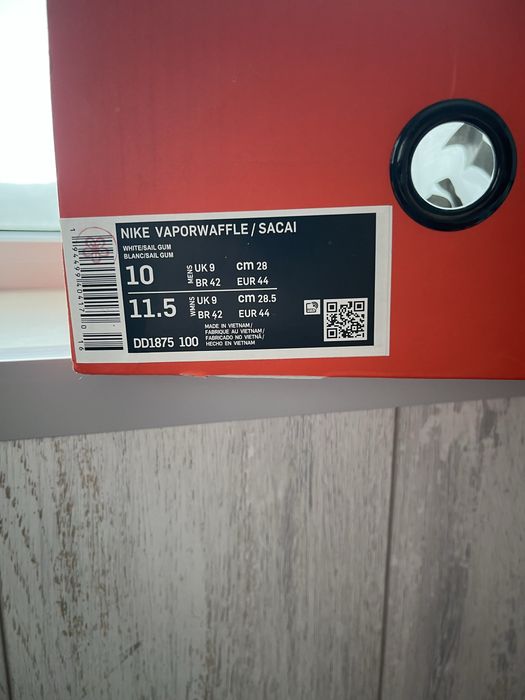 NIKE VAPORWAFFLE / SACAI
WHITE/SAIL GUM
BLANC/SAIL GUM
10 MENS UK 9 cm 28
BR 42 EUR 44
11.5 WMNS UK 9 cm 28.5
BR 42 EUR 44
DD1875 100
MADE IN VIETNAM /
FABRIQUÉ AU VIETNAM /
FABRICADO NO VIETNÃ /
HECHO EN VIETNAM